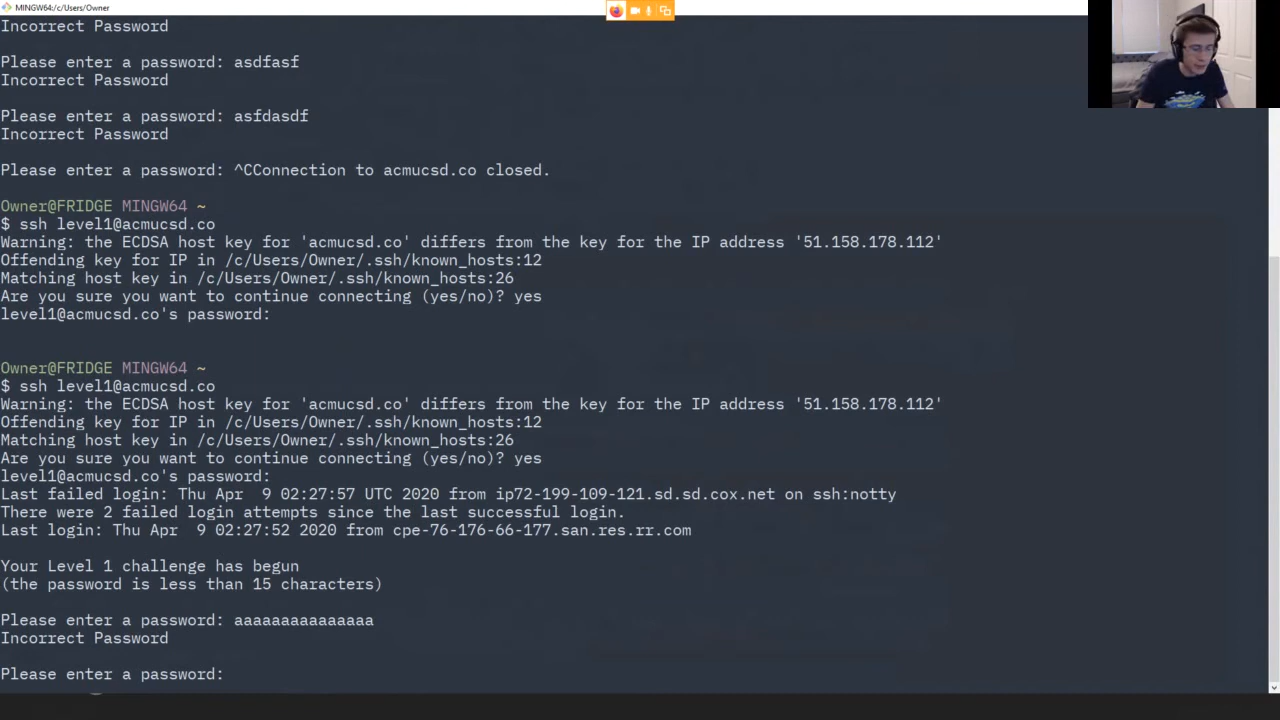 MINGW64:/c/Users/Owner
Incorrect Password
Please enter a password: asdfasf
Incorrect Password
Please enter a password: asfdasdf
Incorrect Password
Please enter a password: ^CConnection to acmucsd.co closed.
Owner@FRIDGE MINGW64 ~
$ ssh level1@acmucsd.co
Warning: the ECDSA host key for 'acmucsd.co' differs from the key for the IP address '51.158.178.112'
Offending key for IP in /c/Users/Owner/.ssh/known_hosts:12
Matching host key in /c/Users/Owner/.ssh/known_hosts:26
Are you sure you want to continue connecting (yes/no)? yes
level1@acmucsd.co's password:
Owner@FRIDGE MINGW64 ~
$ ssh level1@acmucsd.co
Warning: the ECDSA host key for 'acmucsd.co' differs from the key for the IP address '51.158.178.112'
Offending key for IP in /c/Users/Owner/.ssh/known_hosts:12
Matching host key in /c/Users/Owner/.ssh/known_hosts:26
Are you sure you want to continue connecting (yes/no)? yes
level1@acmucsd.co's password:
Last failed login: Thu Apr  9 02:27:57 UTC 2020 from ip72-199-109-121.sd.sd.cox.net on ssh:notty
There were 2 failed login attempts since the last successful login.
Last login: Thu Apr  9 02:27:52 2020 from cpe-76-176-66-177.san.res.rr.com
Your Level 1 challenge has begun
(the password is less than 15 characters)
Please enter a password: aaaaaaaaaaaaaaa
Incorrect Password
Please enter a password: